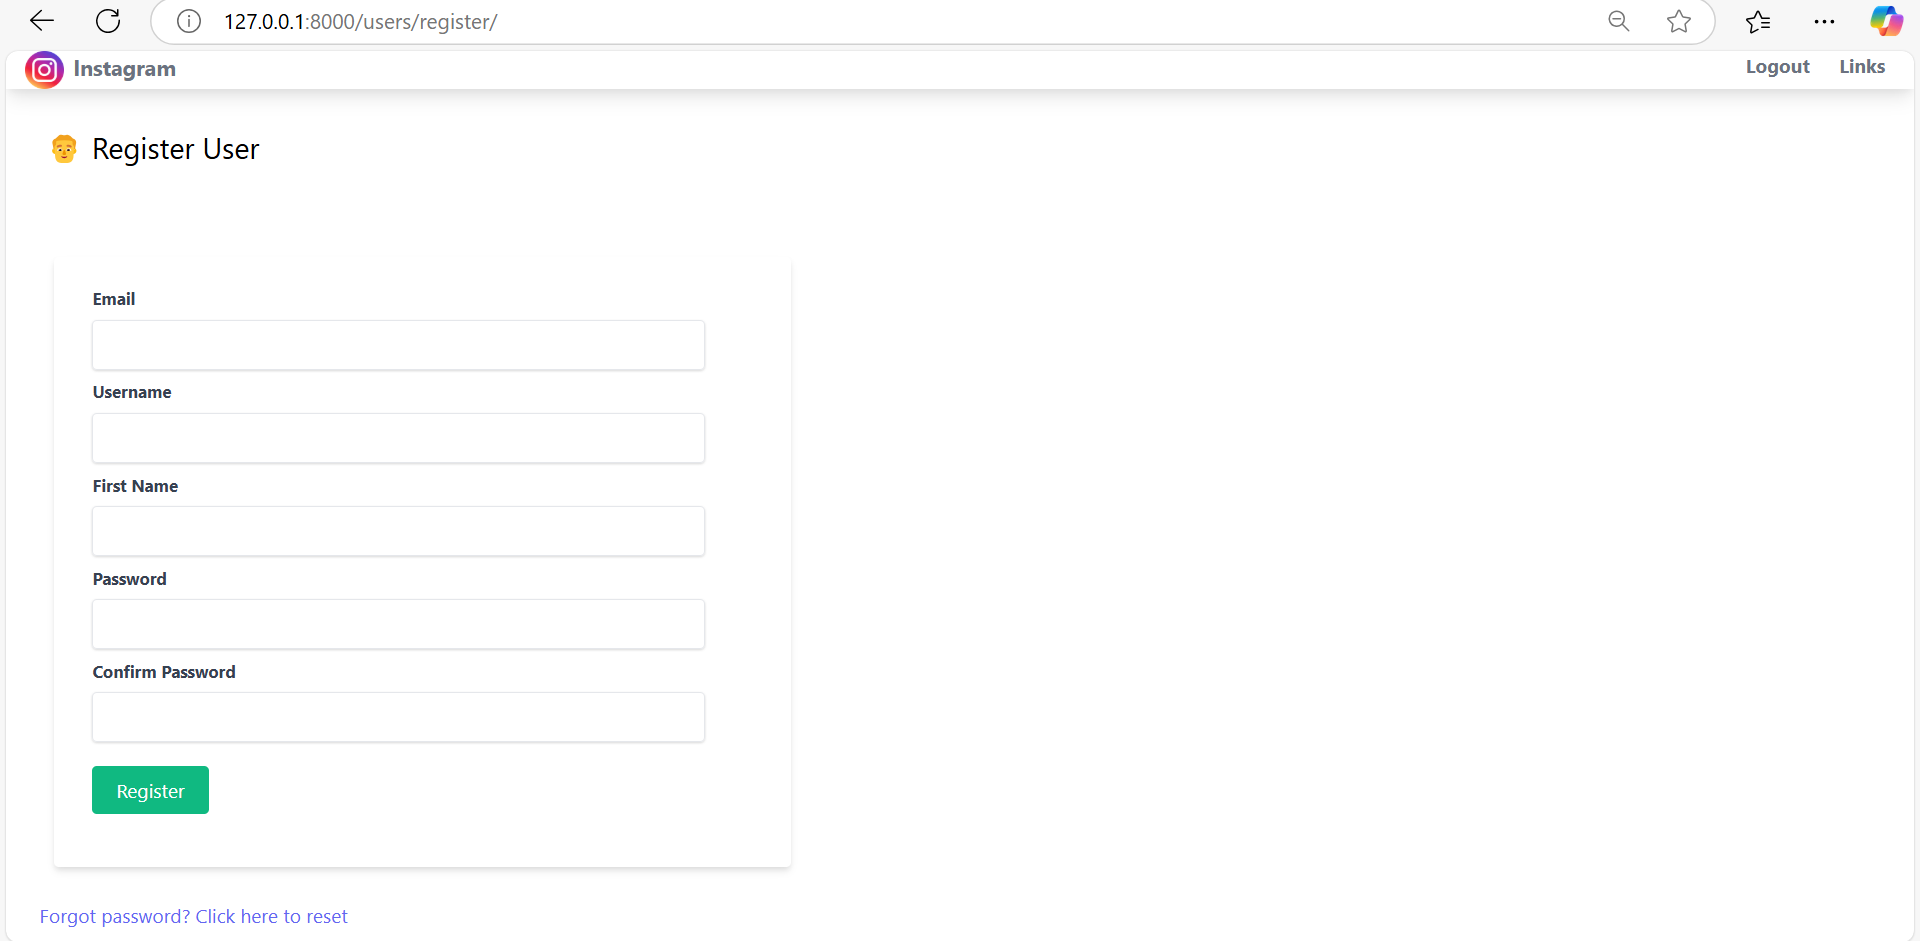 127.0.0.1:8000/users/register/
Instagram
Logout Links
Register User
Email
Username
First Name
Password
Confirm Password
Register
Forgot password? Click here to reset